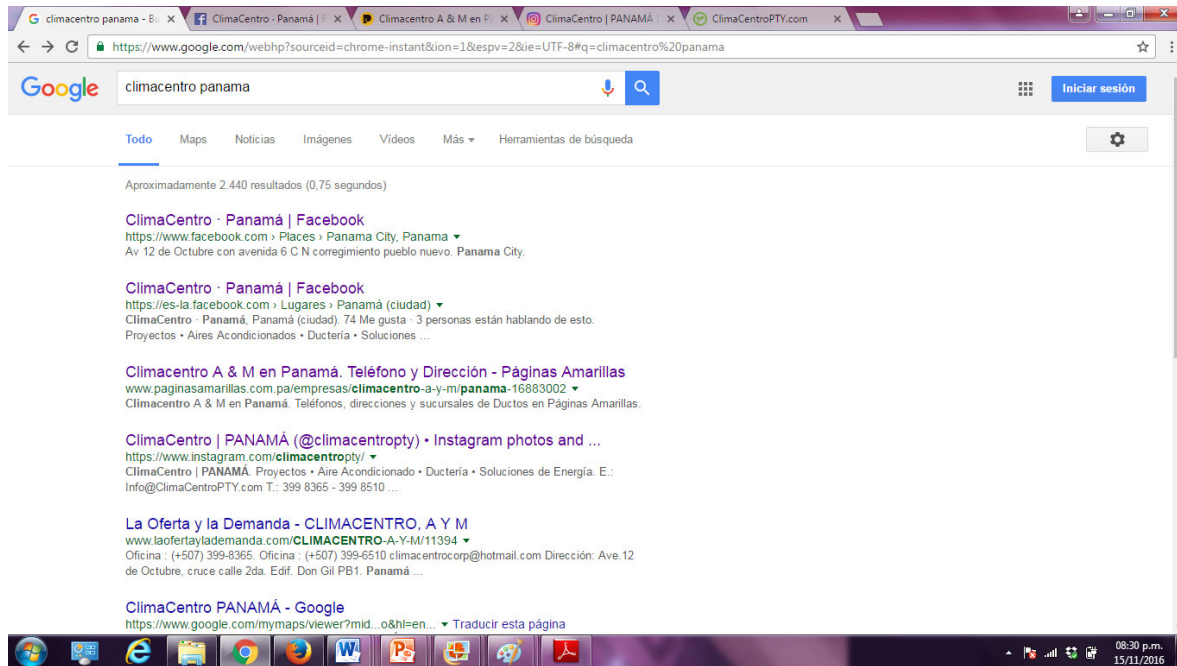 climacentro panama - Bu
ClimaCentro - Panamá | F
Climacentro A & M en Pa
ClimaCentro | PANAMÁ (
ClimaCentroPTY.com
https://www.google.com/webhp?sourceid=chrome-instant&ion=1&espv=2&ie=UTF-8#q=climacentro%20panama
Google
climacentro panama
Iniciar sesión
Todo Maps Noticias Imágenes Vídeos Más Herramientas de búsqueda
Aproximadamente 2.440 resultados (0,75 segundos)
ClimaCentro · Panamá | Facebook
https://www.facebook.com › Places › Panama City, Panama
Av 12 de Octubre con avenida 6 C N corregimiento pueblo nuevo. Panama City.
ClimaCentro · Panamá | Facebook
https://es-la.facebook.com › Lugares › Panamá (ciudad)
ClimaCentro · Panamá, Panamá (ciudad). 74 Me gusta · 3 personas están hablando de esto.
Proyectos • Aires Acondicionados • Ductería • Soluciones ...
Climacentro A & M en Panamá. Teléfono y Dirección - Páginas Amarillas
www.paginasamarillas.com.pa/empresas/climacentro-a-y-m/panama-16883002
Climacentro A & M en Panamá. Teléfonos, direcciones y sucursales de Ductos en Páginas Amarillas.
ClimaCentro | PANAMÁ (@climacentropty) • Instagram photos and ...
https://www.instagram.com/climacentropty/
ClimaCentro | PANAMÁ. Proyectos • Aire Acondicionado • Ductería • Soluciones de Energía. E.:
Info@ClimaCentroPTY.com T.: 399 8365 - 399 8510 ...
La Oferta y la Demanda - CLIMACENTRO, A Y M
www.laofertaylademanda.com/CLIMACENTRO-A-Y-M/11394
Oficina : (+507) 399-8365. Oficina : (+507) 399-6510 climacentrocorp@hotmail.com Dirección: Ave.12
de Octubre, cruce calle 2da. Edif. Don Gil PB1. Panamá ...
ClimaCentro PANAMÁ - Google
https://www.google.com/mymaps/viewer?mid...o&hl=en... Traducir esta página
08:30 p.m.
15/11/2016